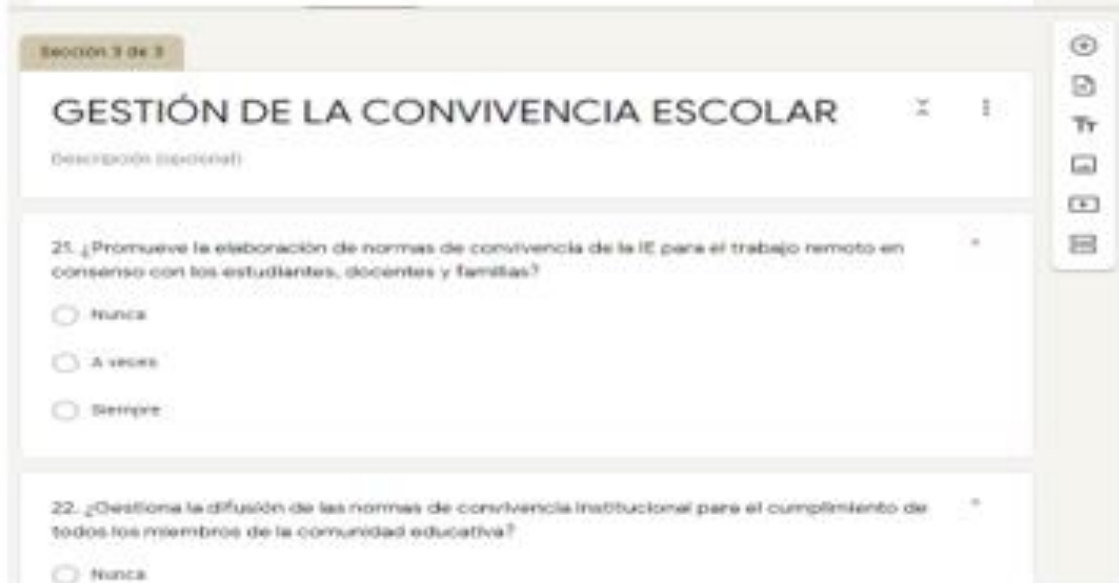 Sección 3 de 3
GESTIÓN DE LA CONVIVENCIA ESCOLAR
Descripción (opcional)
21. ¿Promueve la elaboración de normas de convivencia de la IE para el trabajo remoto en
consenso con los estudiantes, docentes y familias?
Nunca
A veces
Siempre
22. ¿Gestiona la difusión de las normas de convivencia institucional para el cumplimiento de
todos los miembros de la comunidad educativa?
Nunca